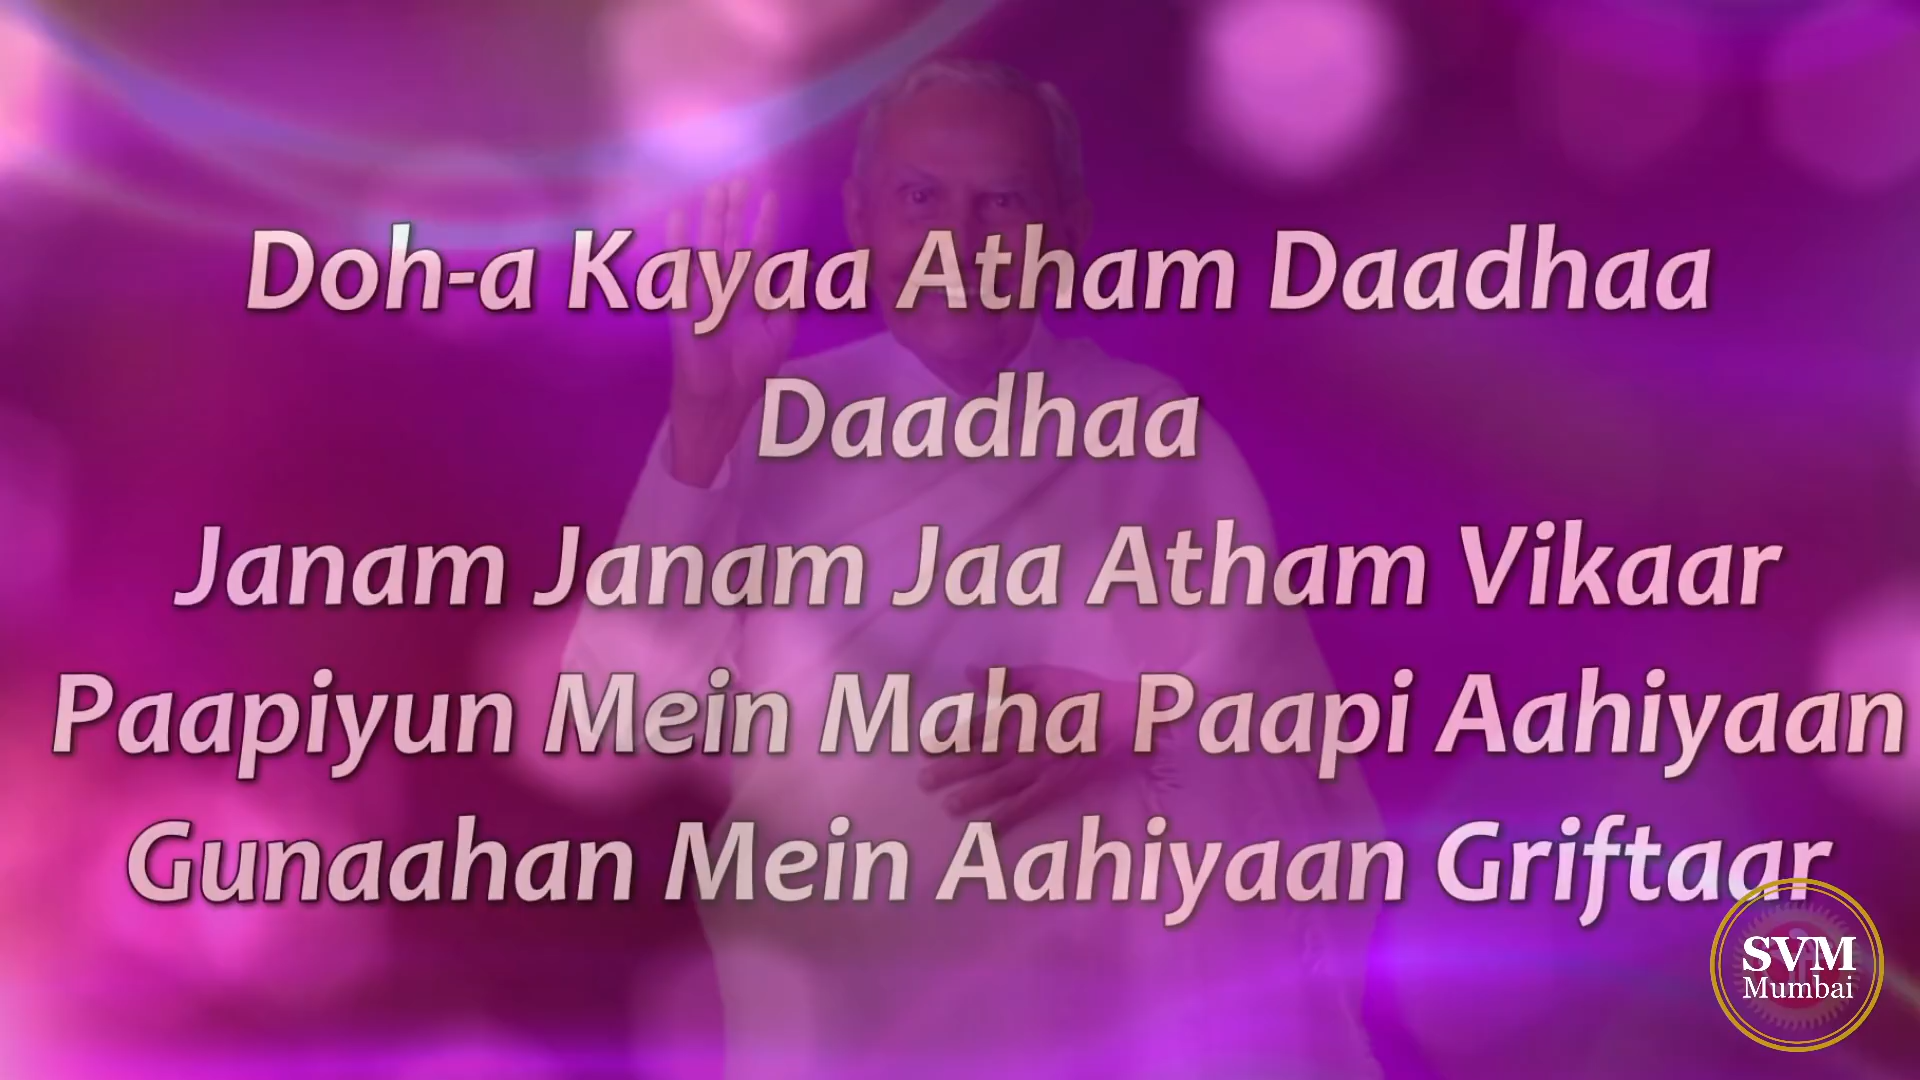 Doh-a Kayaa Atham Daadhaa
Daadhaa
Janam Janam Jaa Atham Vikaar
Paapiyun Mein Maha Paapi Aahiyaan
Gunaahan Mein Aahiyaan Griftaar
SVM
Mumbai